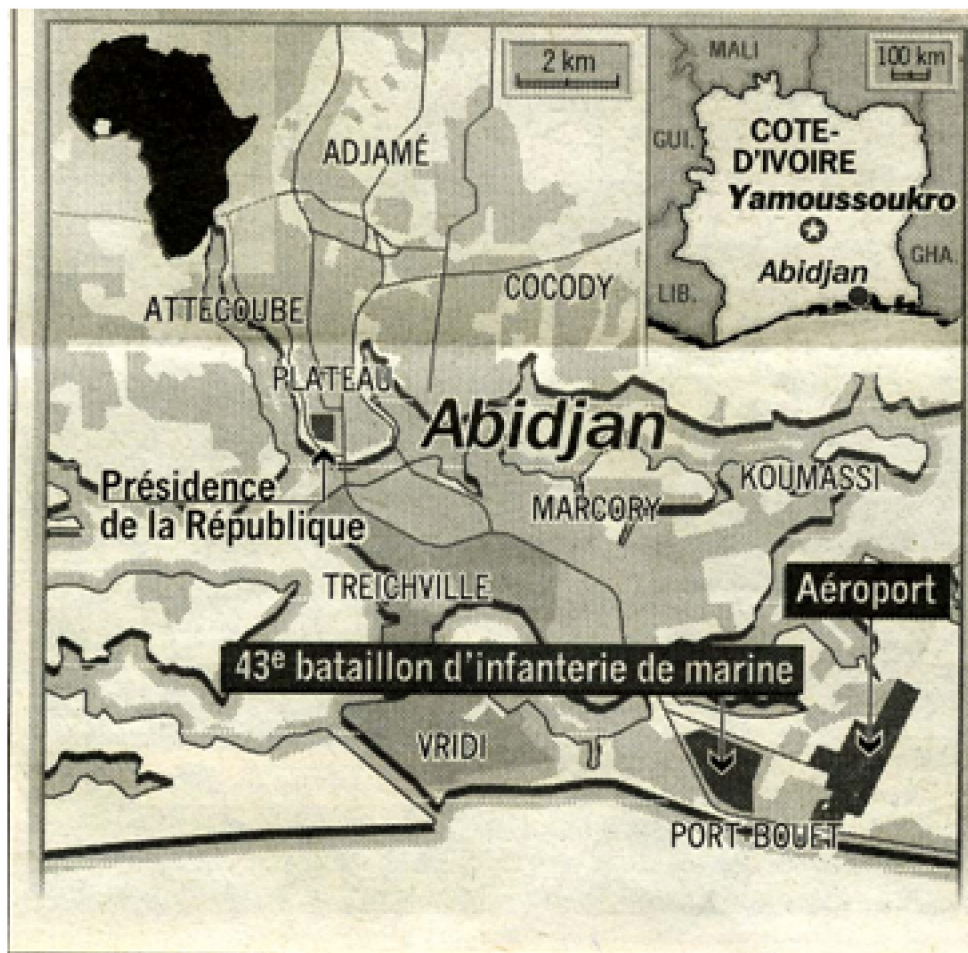 2 km
100 km
MALI
GUI.
COTE-
D'IVOIRE
Yamoussoukro
GHA.
Abidjan
LIB.
ADJAMÉ
COCODY
ATTECOUBE
PLATEAU
Abidjan
KOUMASSI
MARCORY
Présidence
de la République
TREICHVILLE
Aéroport
43e bataillon d'infanterie de marine
VRIDI
PORT-BOUET